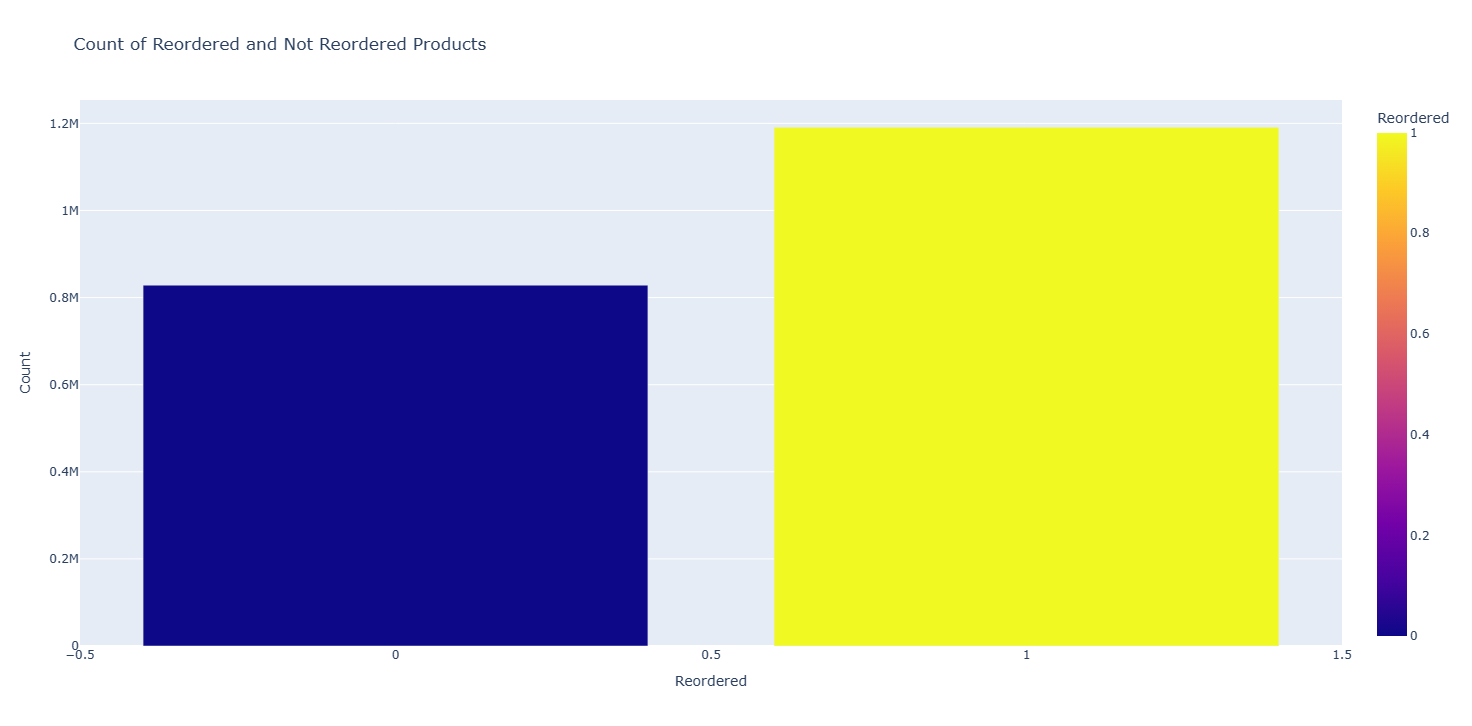 Count of Reordered and Not Reordered Products
Reordered
1.2M
1M
0.8M
0.6M
0.4M
0.2M
0
Count
−0.5
0
0.5
1
1.5
Reordered
1
0.8
0.6
0.4
0.2
0